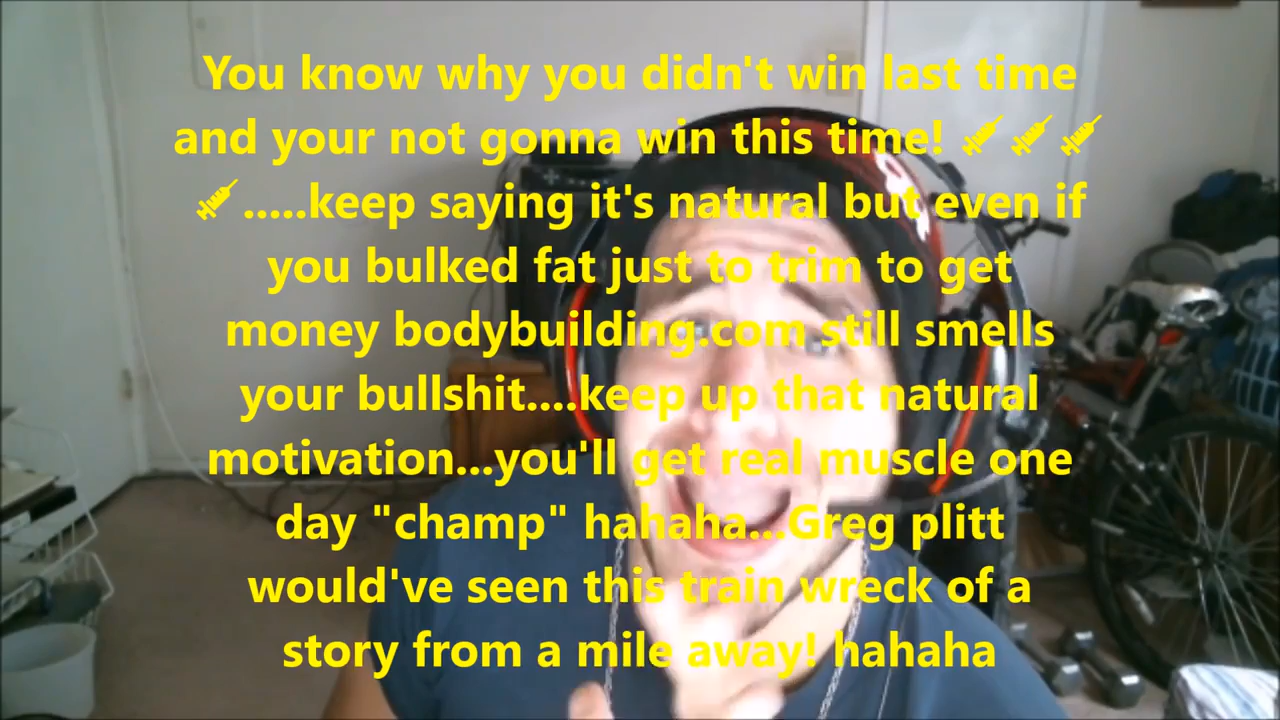 You know why you didn't win last time
and your not gonna win this time! 💉💉💉
💉.....keep saying it's natural but even if
you bulked fat just to trim to get
money bodybuilding.com still smells
your bullshit....keep up that natural
motivation...you'll get real muscle one
day "champ" hahaha...Greg plitt
would've seen this train wreck of a
story from a mile away! hahaha